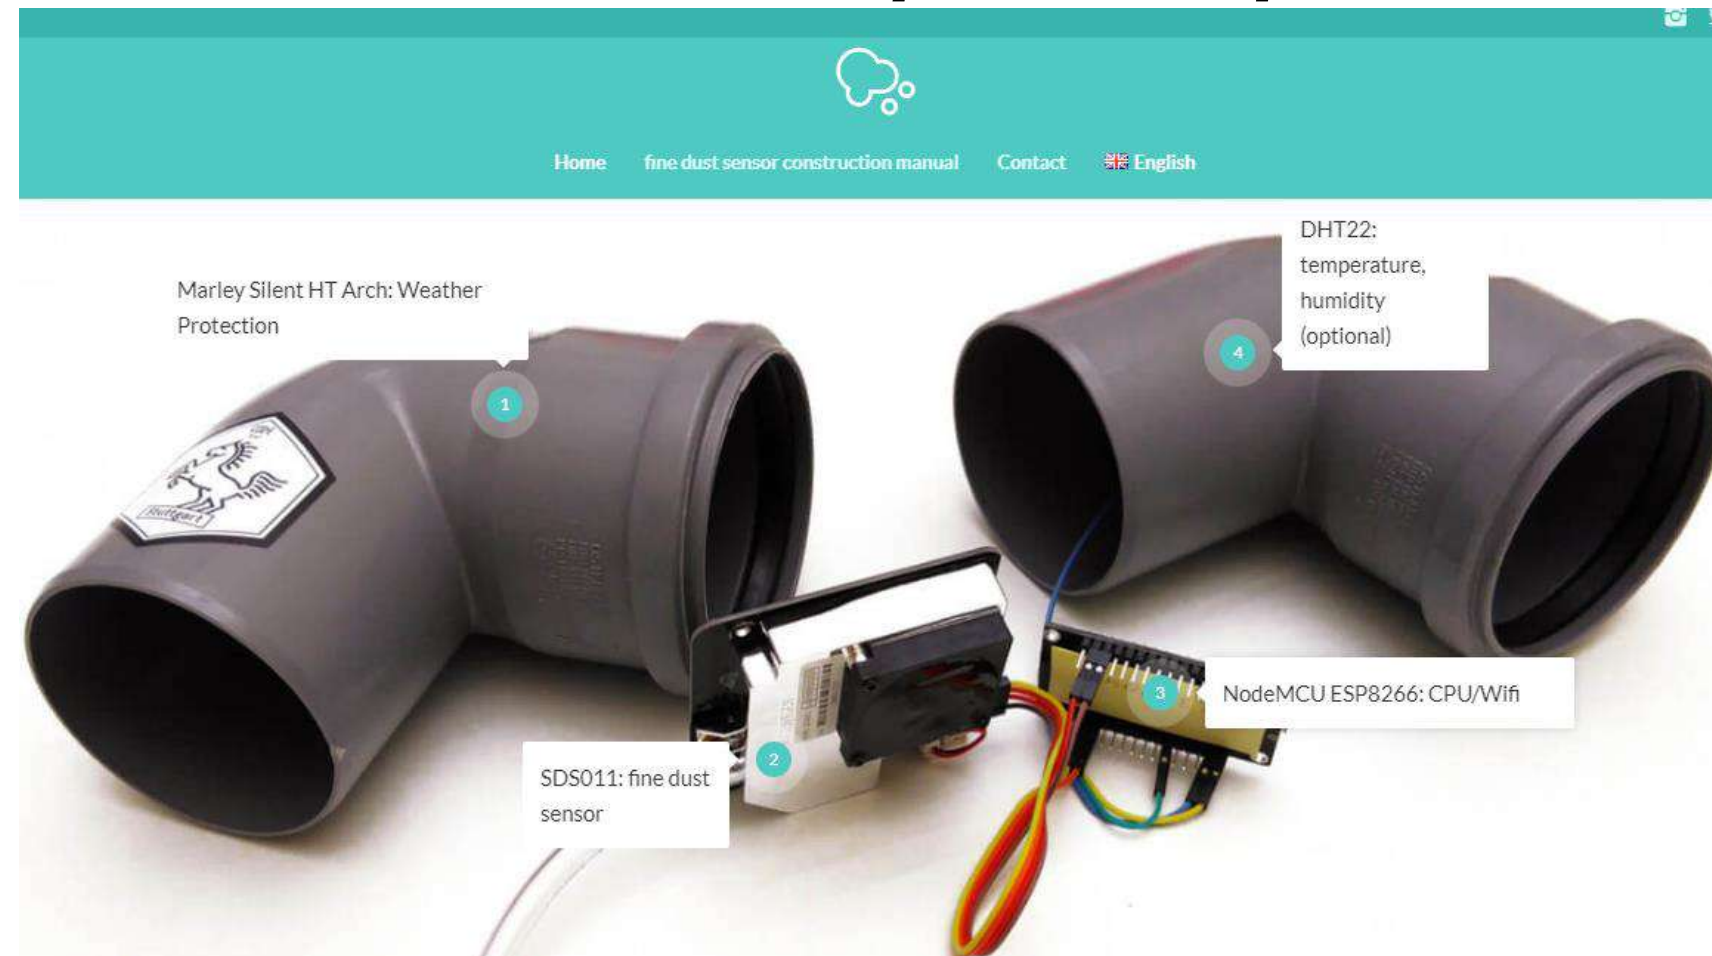 Home fine dust sensor construction manual Contact English
Marley Silent HT Arch: Weather
Protection
1
DHT22:
temperature,
humidity
(optional)
4
Stuttgart
3
NodeMCU ESP8266: CPU/Wifi
2
SDS011: fine dust
sensor